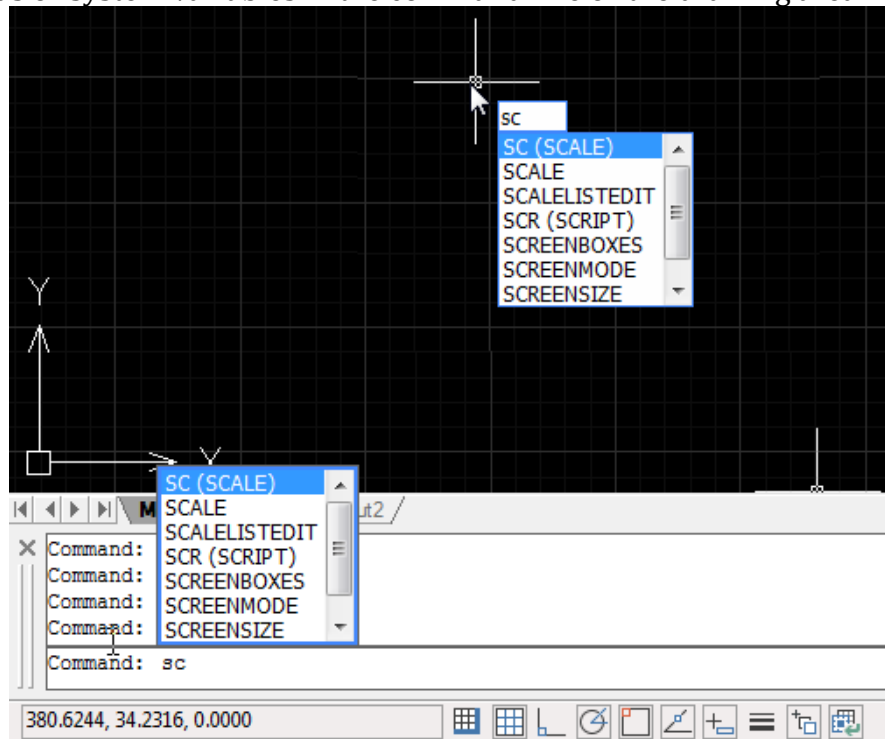 sc
SC (SCALE)
SCALE
SCALELISTEDIT
SCR (SCRIPT)
SCREENBOXES
SCREENMODE
SCREENSIZE
Y
SC (SCALE)
SCALE
SCALELISTEDIT
SCR (SCRIPT)
SCREENBOXES
SCREENMODE
SCREENSIZE
Command:
Command:
Command:
Command:
Command: sc
380.6244, 34.2316, 0.0000